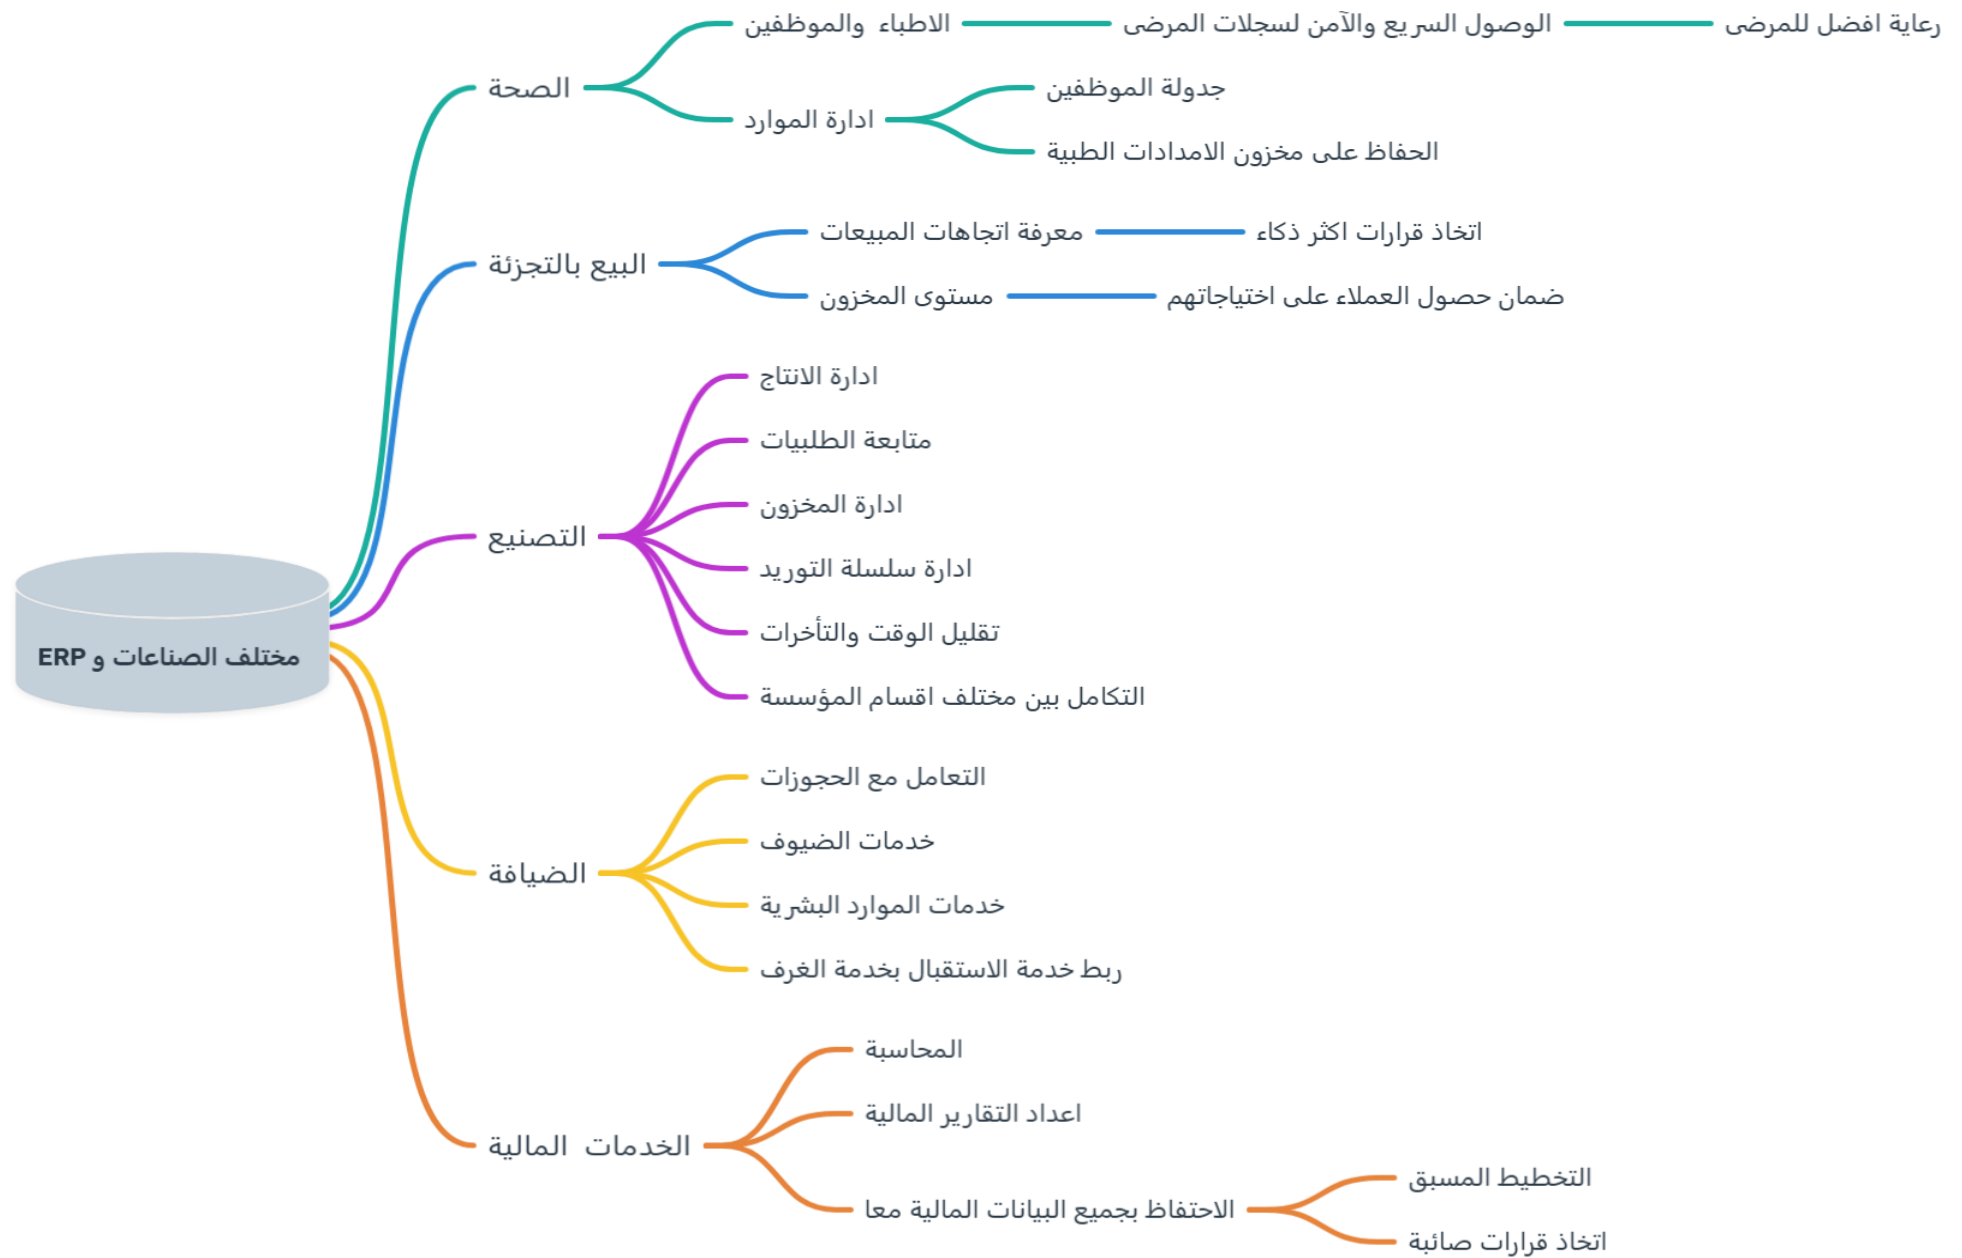 مختلف الصناعات و ERP
الصحة
الاطباء والموظفين
الوصول السريع والآمن لسجلات المرضى
رعاية افضل للمرضى
ادارة الموارد
جدولة الموظفين
الحفاظ على مخزون الامدادات الطبية
البيع بالتجزئة
معرفة اتجاهات المبيعات
اتخاذ قرارات اكثر ذكاء
مستوى المخزون
ضمان حصول العملاء على اختياجاتهم
التصنيع
ادارة الانتاج
متابعة الطلبيات
ادارة المخزون
ادارة سلسلة التوريد
تقليل الوقت والتأخرات
التكامل بين مختلف اقسام المؤسسة
الضيافة
التعامل مع الحجوزات
خدمات الضيوف
خدمات الموارد البشرية
ربط خدمة الاستقبال بخدمة الغرف
الخدمات المالية
المحاسبة
اعداد التقارير المالية
الاحتفاظ بجميع البيانات المالية معا
التخطيط المسبق
اتخاذ قرارات صائبة